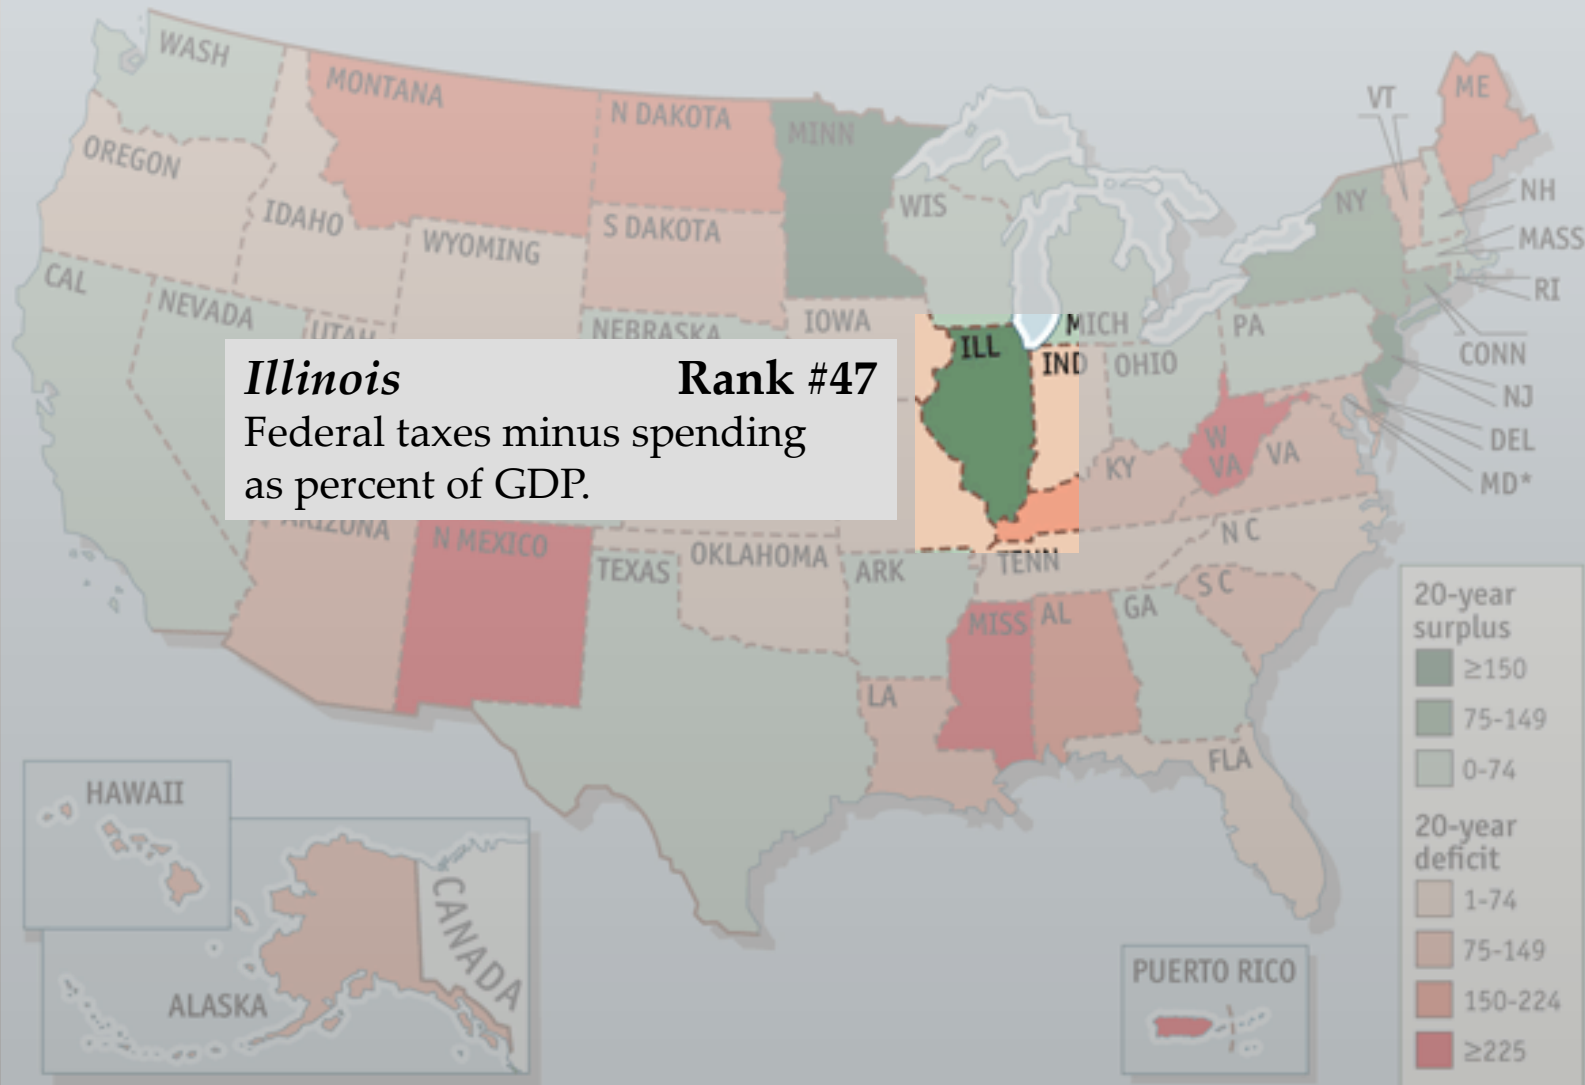 WASH
MONTANA
N DAKOTA
MINN
VT
ME
OREGON
IDAHO
WYOMING
S DAKOTA
WIS
NY
NH
MASS
RI
CAL
NEVADA
UTAH
NEBRASKA
IOWA
MICH
PA
CONN
ILL
IND
OHIO
NJ
Illinois Rank #47
Federal taxes minus spending
as percent of GDP.
DEL
W
VA
VA
KY
MD*
ARIZONA
N MEXICO
OKLAHOMA
TEXAS
ARK
TENN
N C
S C
MISS
AL
GA
LA
FLA
20-year
surplus
≥150
75-149
0-74
20-year
deficit
1-74
75-149
150-224
≥225
HAWAII
ALASKA
CANADA
PUERTO RICO